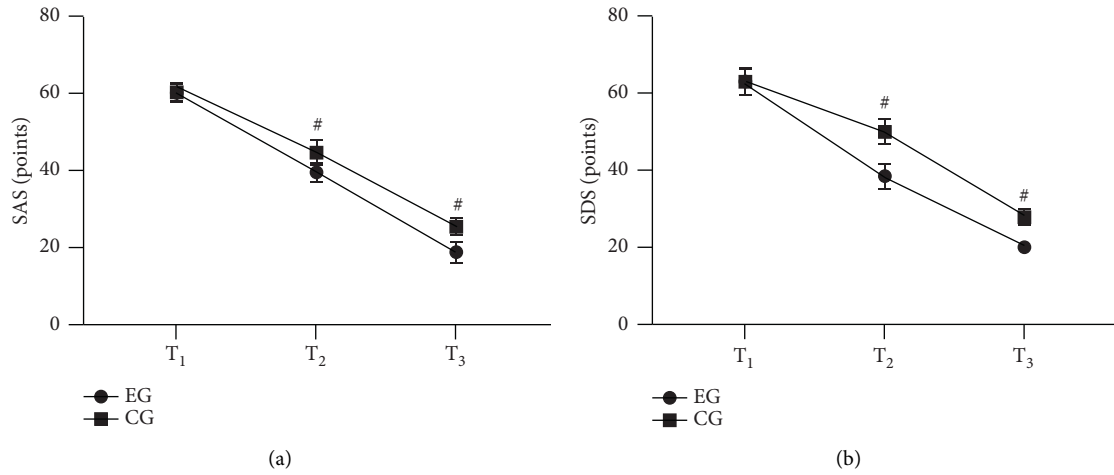 80
60
40
20
0
SAS (points)
#
#
T1
T2
T3
EG
CG
(a)
80
60
40
20
0
SDS (points)
#
#
T1
T2
T3
EG
CG
(b)